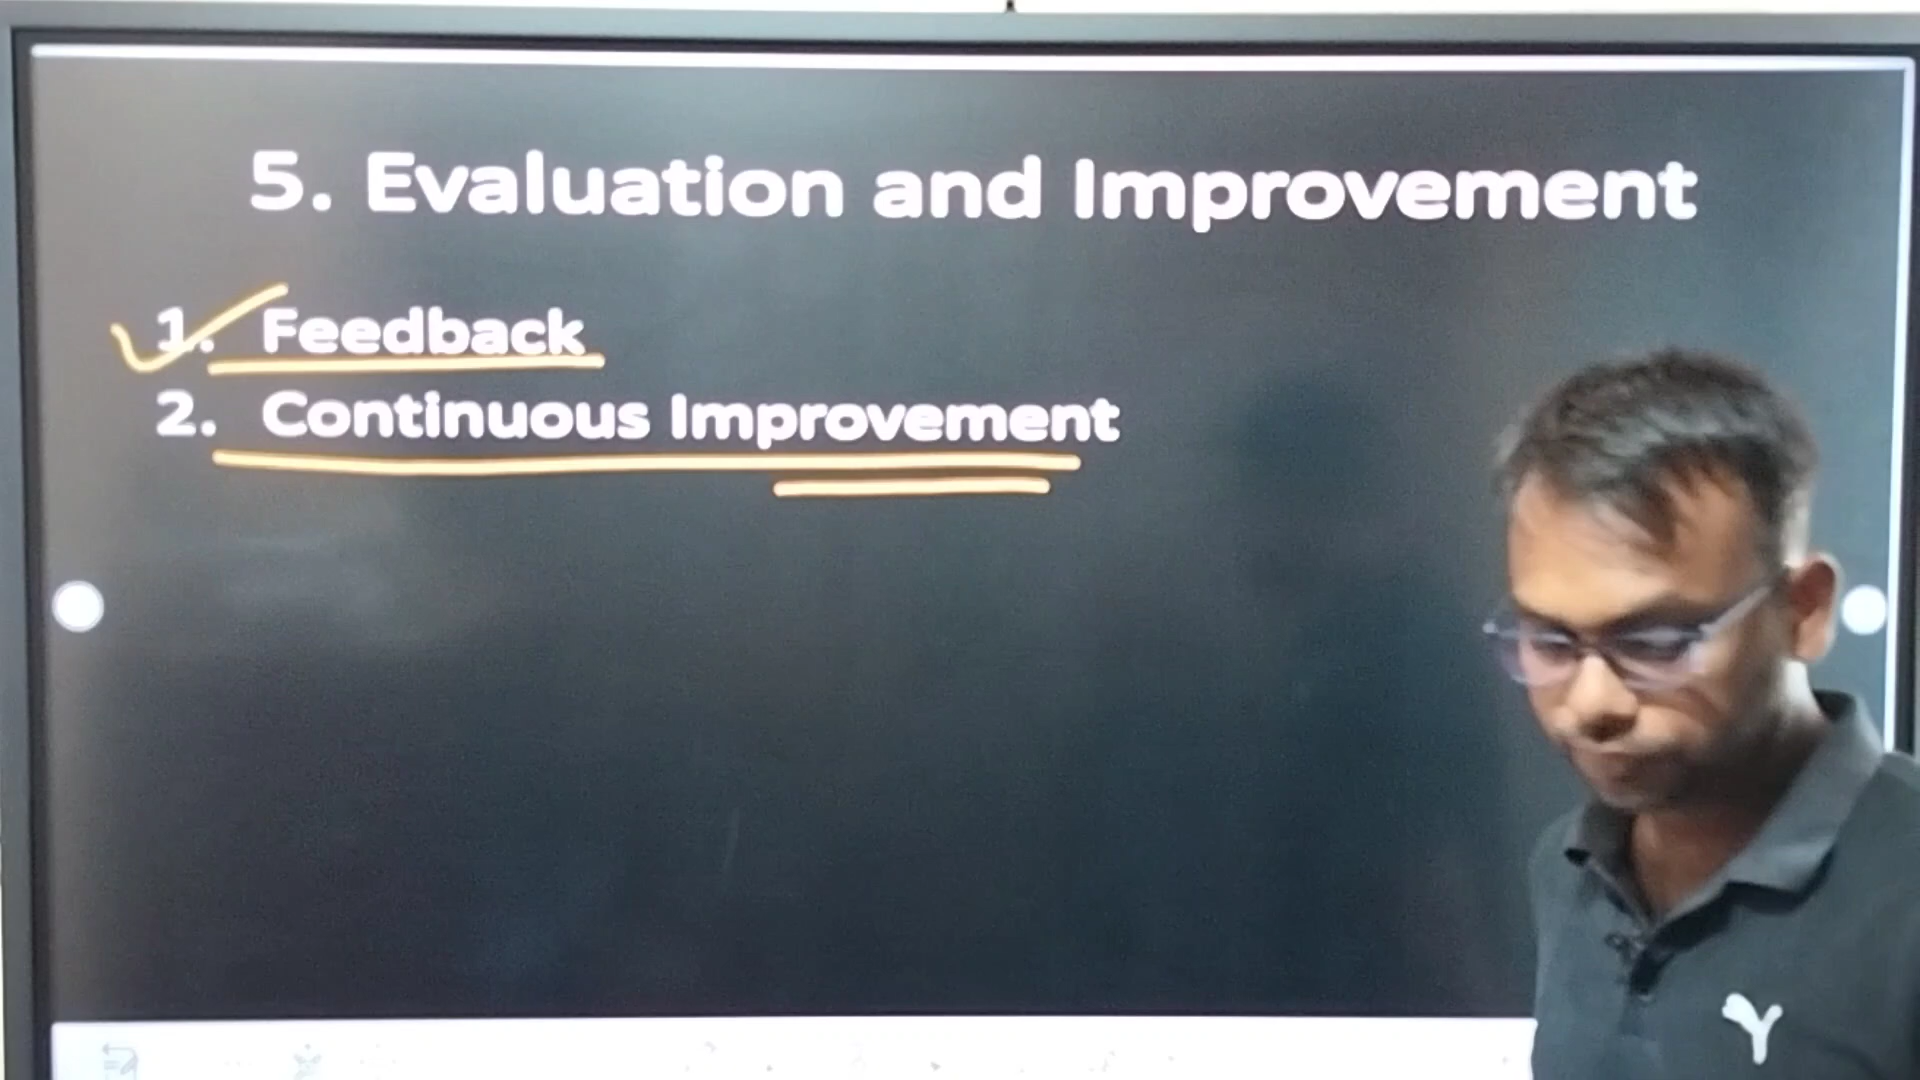 5. Evaluation and Improvement
1. Feedback
2. Continuous Improvement